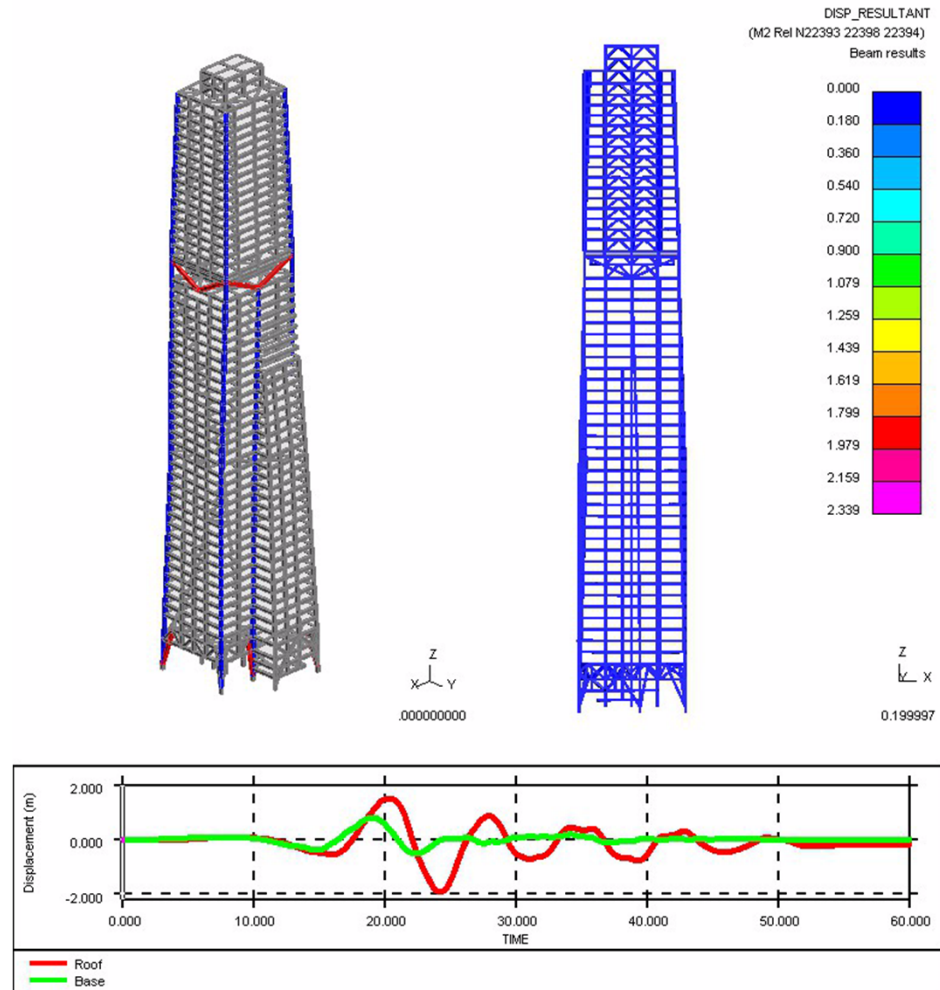 DISP_RESULTANT
(M2 Rel N22393 22398 22394)
Beam results
0.000
0.180
0.360
0.540
0.720
0.900
1.079
1.259
1.439
1.619
1.799
1.979
2.159
2.339
Z
X Y
.000000000
Z
Y X
0.199997
Displacement (m)
2.000
0.000
-2.000
0.000 10.000 20.000 30.000 40.000 50.000 60.000
TIME
Roof
Base